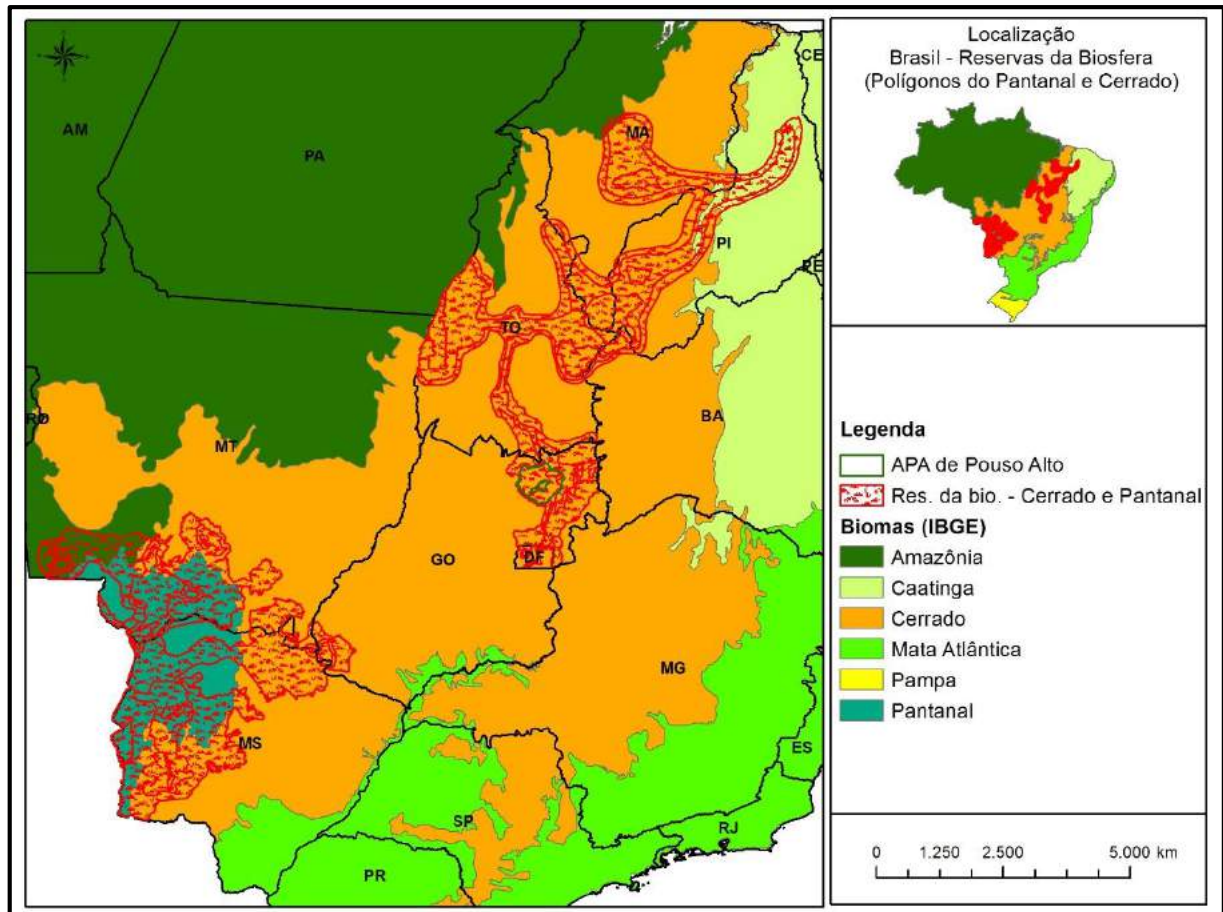 CE
MA
AM
PA
PI
PE
TO
BA
RO
MT
GO
DF
MG
MS
ES
SP
RJ
PR
Localização
Brasil - Reservas da Biosfera
(Polígonos do Pantanal e Cerrado)
Legenda
APA de Pouso Alto
Res. da bio. - Cerrado e Pantanal
Biomas (IBGE)
Amazônia
Caatinga
Cerrado
Mata Atlântica
Pampa
Pantanal
0 1.250 2.500 5.000 km